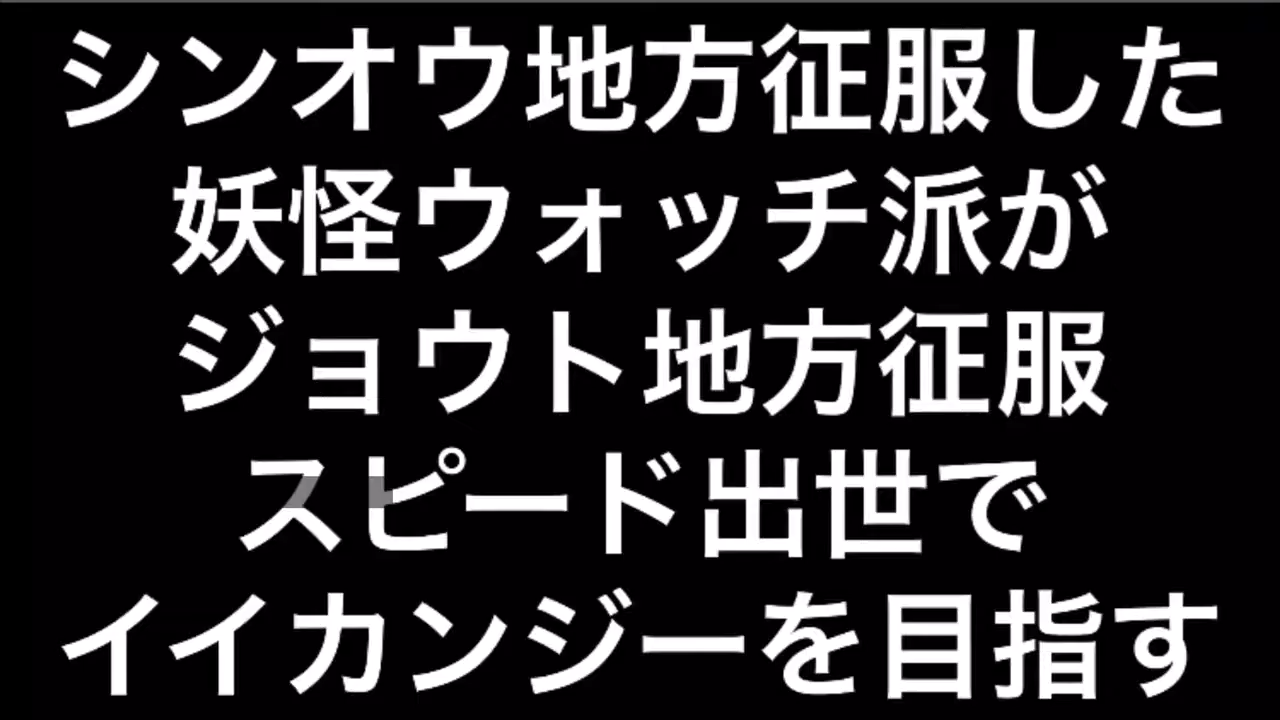 シンオウ地方征服した
妖怪ウォッチ派が
ジョウト地方征服
スピード出世で
イイカンジーを目指す